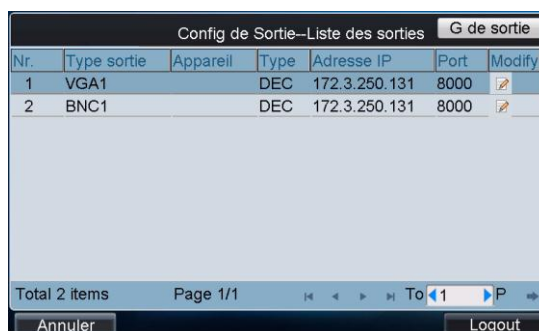 Config de Sortie--Liste des sorties G de sortie
Nr. Type sortie Appareil Type Adresse IP Port Modify
1 VGA1 DEC 172.3.250.131 8000
2 BNC1 DEC 172.3.250.131 8000
Total 2 items Page 1/1 To 1 P
Annuler Logout